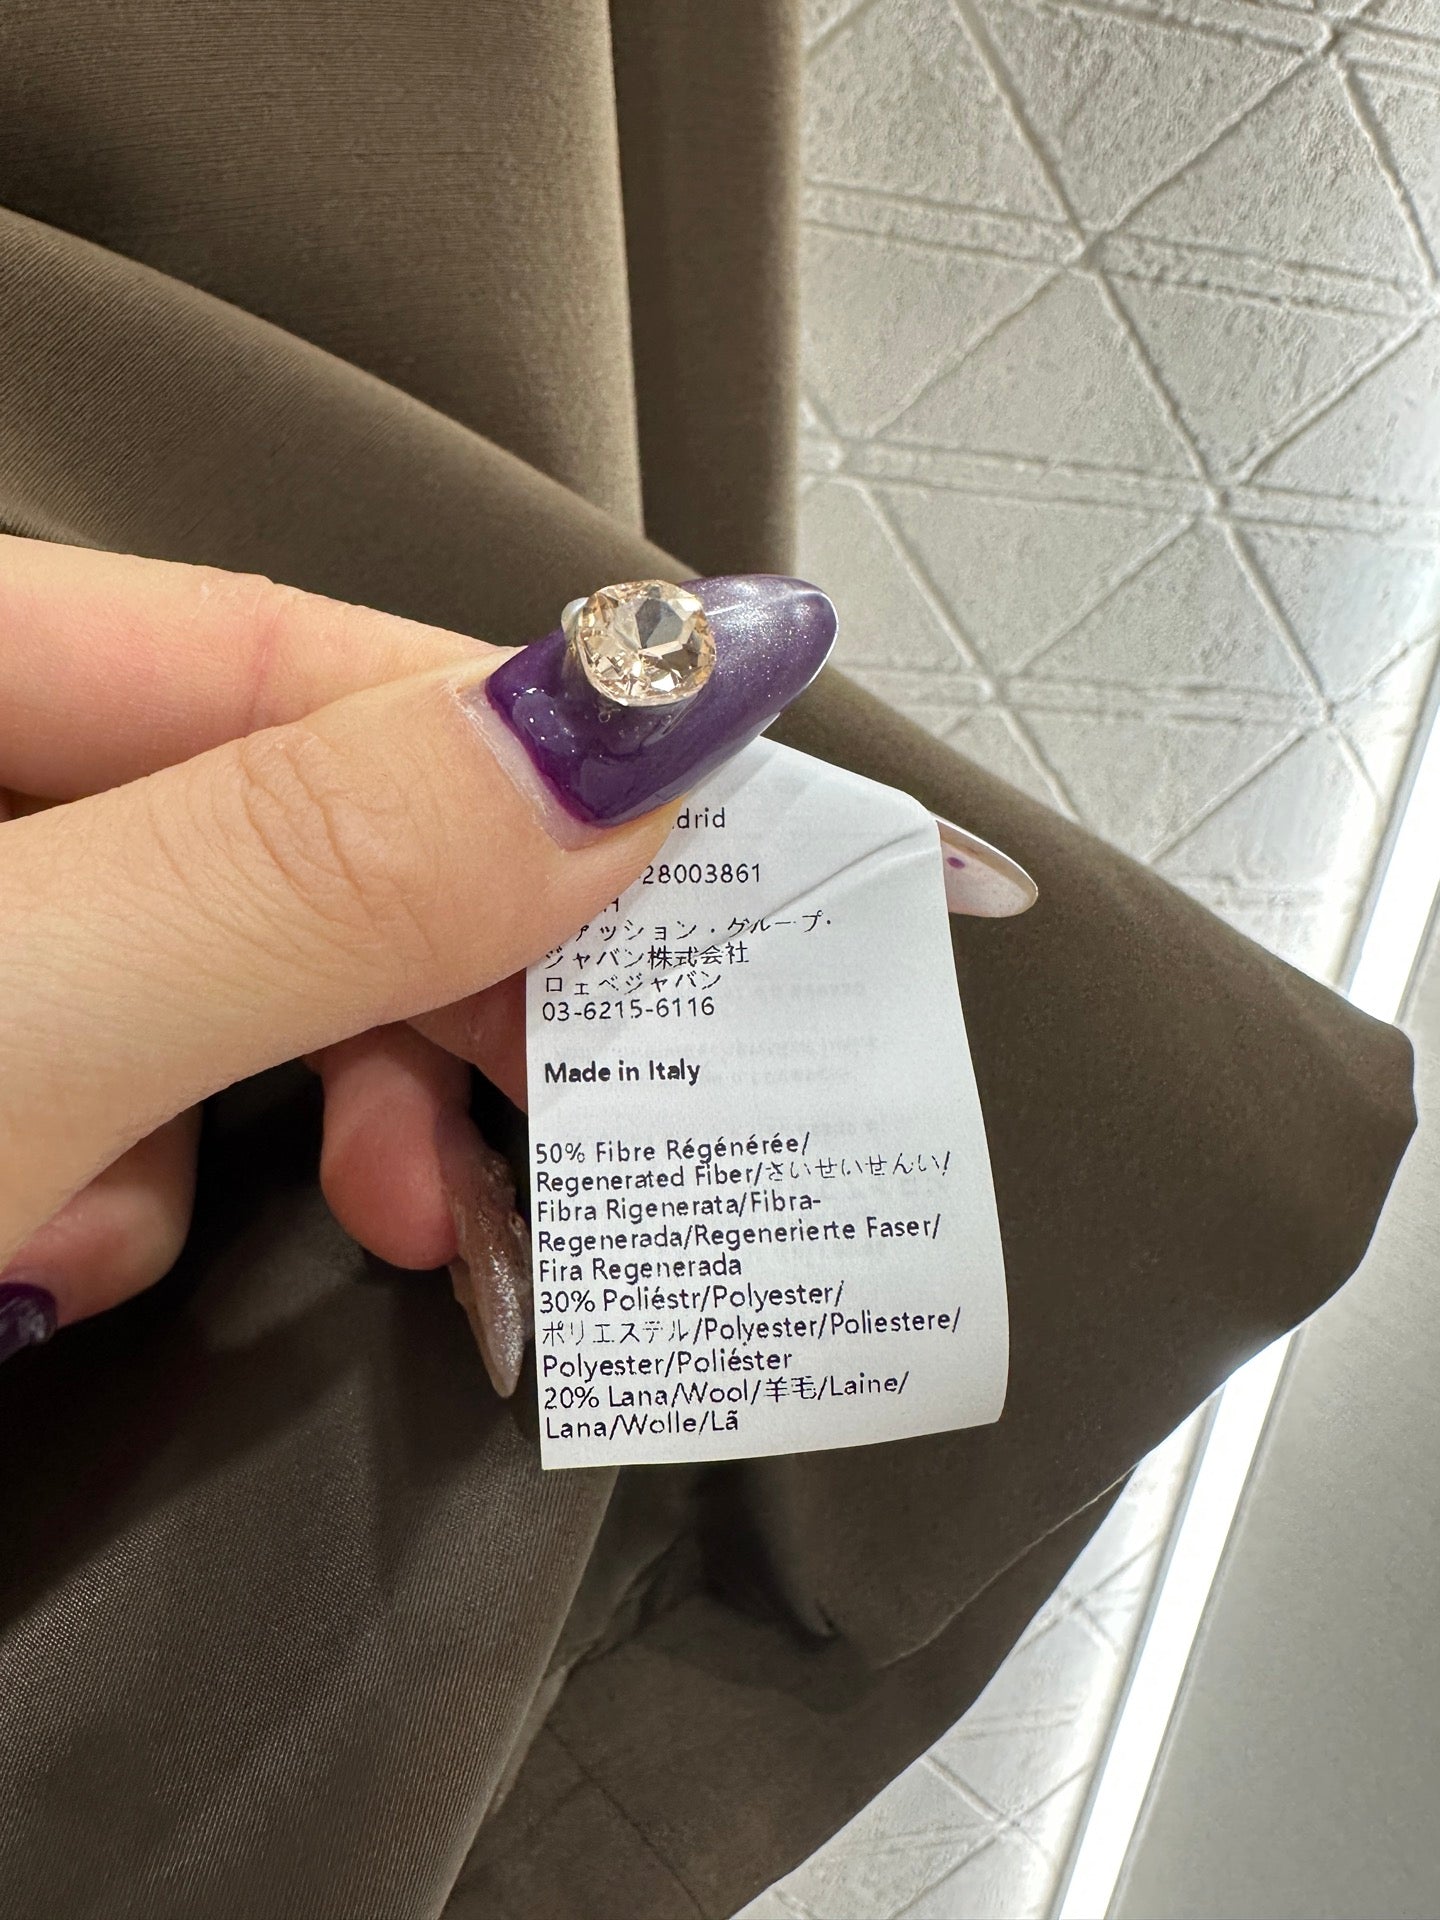 drid
-28003861
H
ァッション・グループ・
ジャパン株式会社
ロエベジャパン
03-6215-6116
Made in Italy
50% Fibre Régénérée/
Regenerated Fiber/さいせいせんい/
Fibra Rigenerata/Fibra-
Regenerada/Regenerierte Faser/
Fira Regenerada
30% Poliéstr/Polyester/
ポリエステル/Polyester/Poliestere/
Polyester/Poliéster
20% Lana/Wool/羊毛/Laine/
Lana/Wolle/Lã